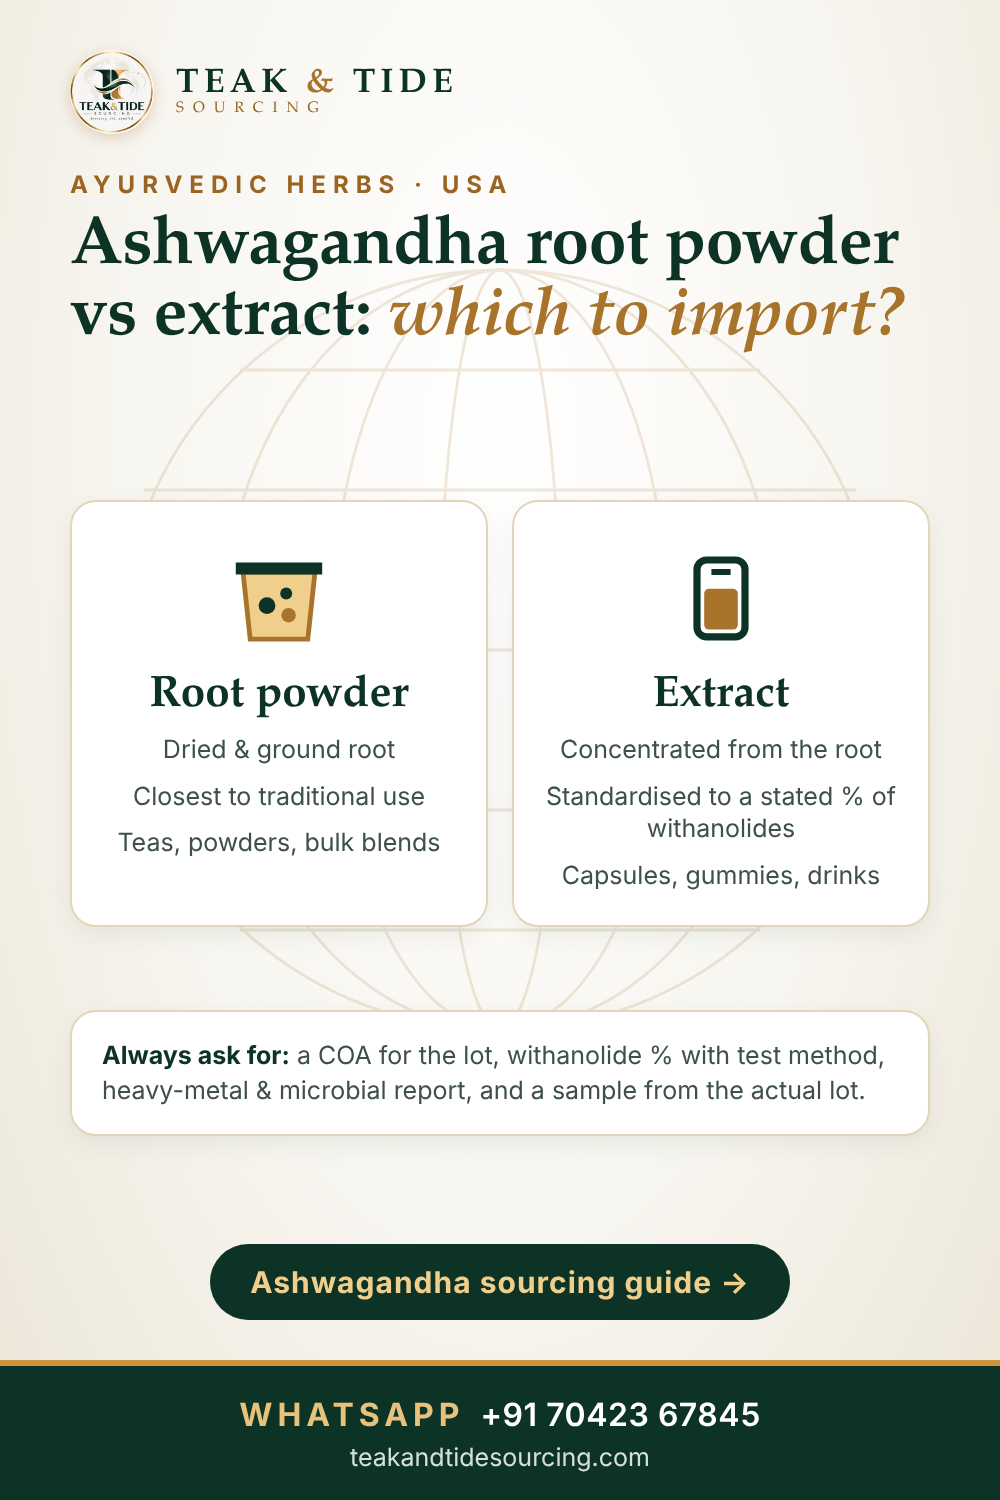 TEAK&TIDE
SOURCING
TEAK & TIDE
SOURCING
AYURVEDIC HERBS · USA
Ashwagandha root powder
vs extract: which to import?
Root powder
Dried & ground root
Closest to traditional use
Teas, powders, bulk blends
Extract
Concentrated from the root
Standardised to a stated % of
withanolides
Capsules, gummies, drinks
Always ask for: a COA for the lot, withanolide % with test method,
heavy-metal & microbial report, and a sample from the actual lot.
Ashwagandha sourcing guide →
WHATSAPP +91 70423 67845
teakandtidesourcing.com